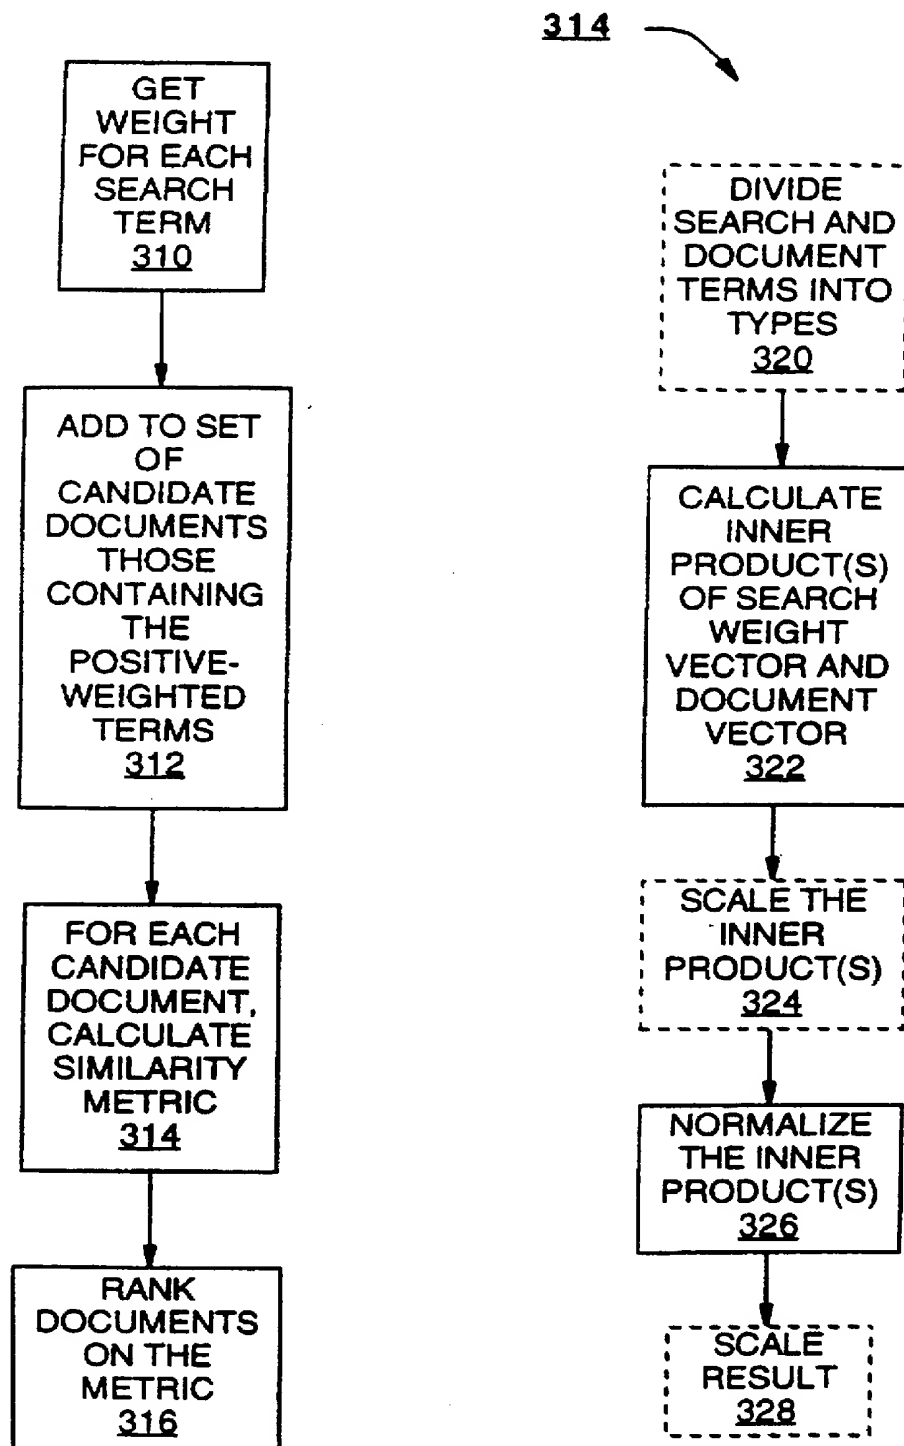 GET
WEIGHT
FOR EACH
SEARCH
TERM
310
ADD TO SET
OF
CANDIDATE
DOCUMENTS
THOSE
CONTAINING
THE
POSITIVE-
WEIGHTED
TERMS
312
FOR EACH
CANDIDATE
DOCUMENT,
CALCULATE
SIMILARITY
METRIC
314
RANK
DOCUMENTS
ON THE
METRIC
316
314
DIVIDE
SEARCH AND
DOCUMENT
TERMS INTO
TYPES
320
CALCULATE
INNER
PRODUCT(S)
OF SEARCH
WEIGHT
VECTOR AND
DOCUMENT
VECTOR
322
SCALE THE
INNER
PRODUCT(S)
324
NORMALIZE
THE INNER
PRODUCT(S)
326
SCALE
RESULT
328